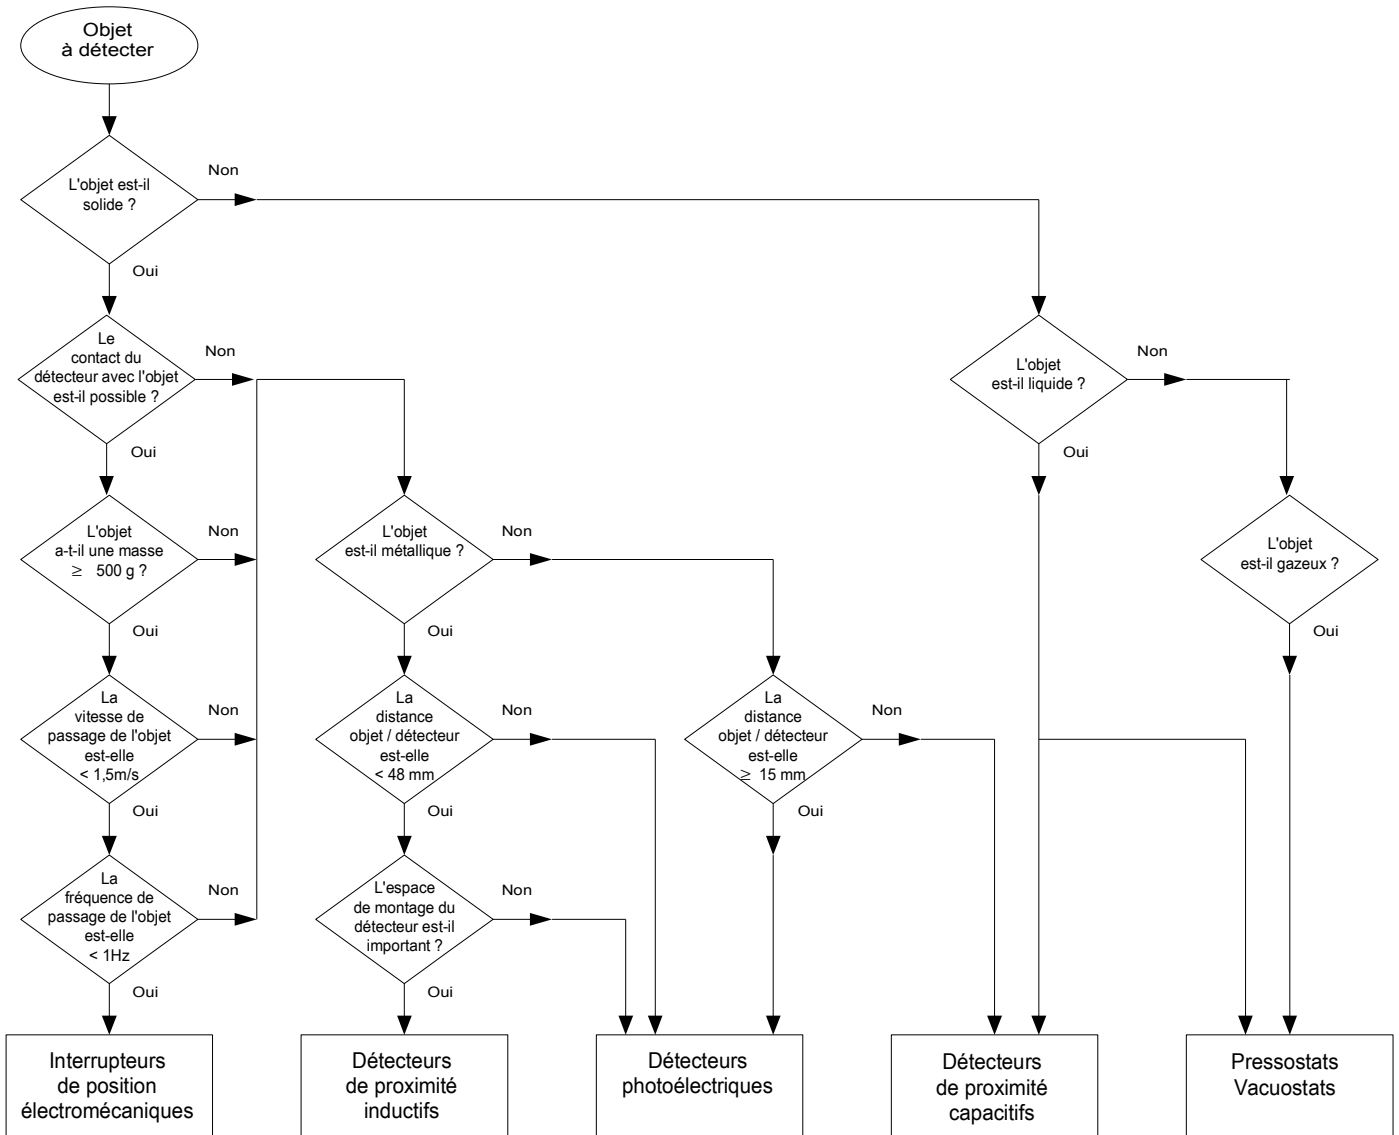 Objet
à détecter
Non
L'objet est-il
solide ?
Oui
Le
contact du
détecteur avec l'objet
est-il possible ?
Non
Oui
L'objet
est-il liquide ?
Non
Oui
L'objet
a-t-il une masse
≥ 500 g ?
Non
Oui
L'objet
est-il métallique ?
Non
Oui
L'objet
est-il gazeux ?
Oui
La
vitesse de
passage de l'objet
est-elle
< 1,5m/s
Non
Oui
La
distance
objet / détecteur
est-elle
< 48 mm
Non
Oui
La
distance
objet / détecteur
est-elle
≥ 15 mm
Non
Oui
La
fréquence de
passage de l'objet
est-elle
< 1Hz
Non
Oui
L'espace
de montage du
détecteur est-il
important ?
Non
Oui
Interrupteurs
de position
électromécaniques
Détecteurs
de proximité
inductifs
Détecteurs
photoélectriques
Détecteurs
de proximité
capacitifs
Pressostats
Vacuostats